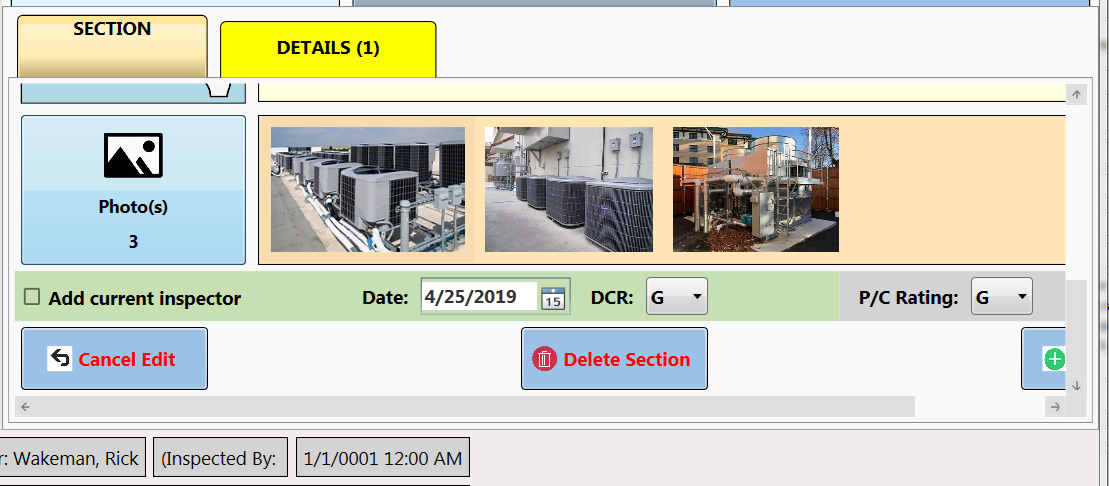 SECTION
DETAILS (1)
Photo(s)
3
Add current inspector
Date: 4/25/2019 15 DCR: G P/C Rating: G
Cancel Edit
Delete Section
r: Wakeman, Rick (Inspected By: 1/1/0001 12:00 AM